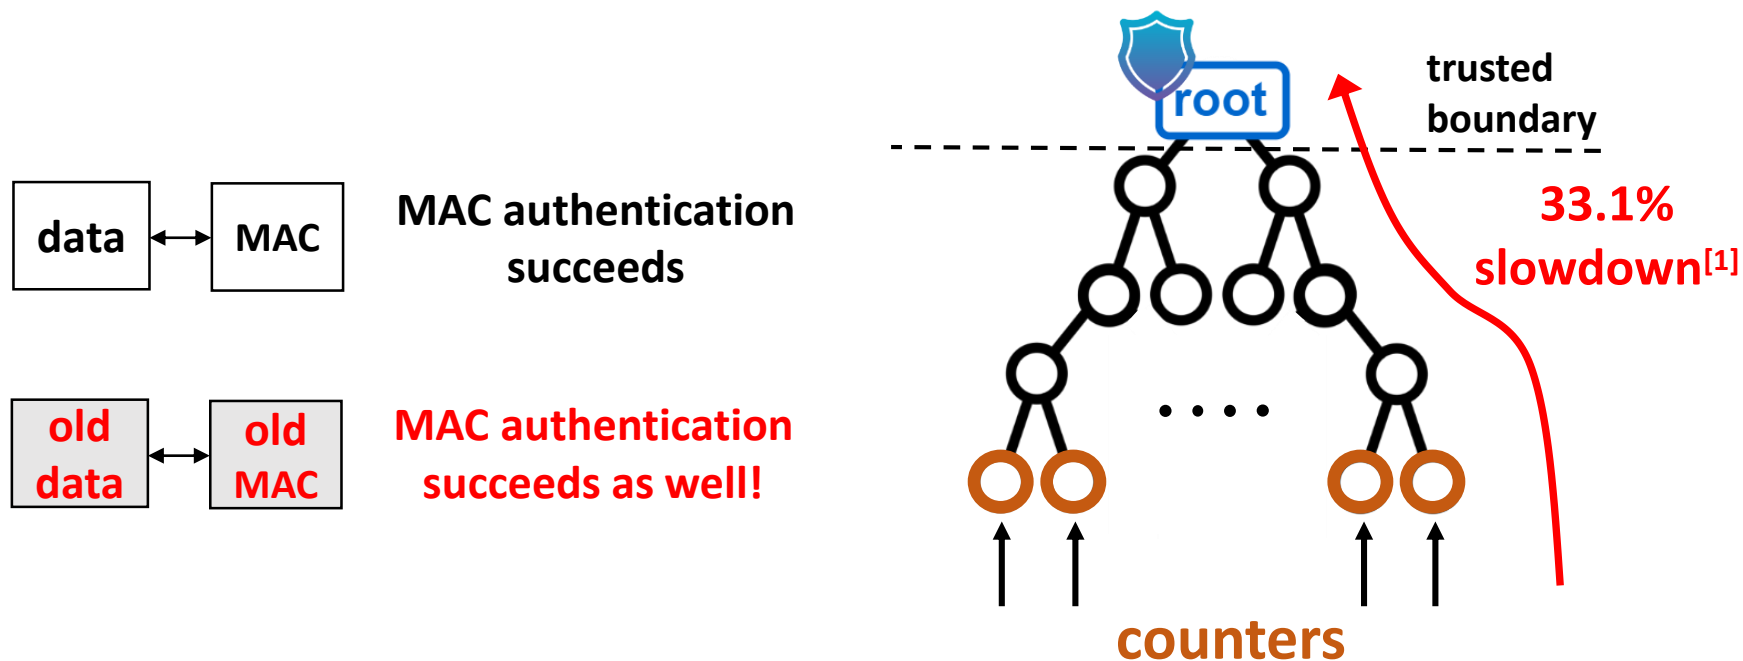 data
MAC
MAC authentication
succeeds
old
data
old
MAC
MAC authentication
succeeds as well!
root
trusted
boundary
33.1%
slowdown[1]
. . . .
counters